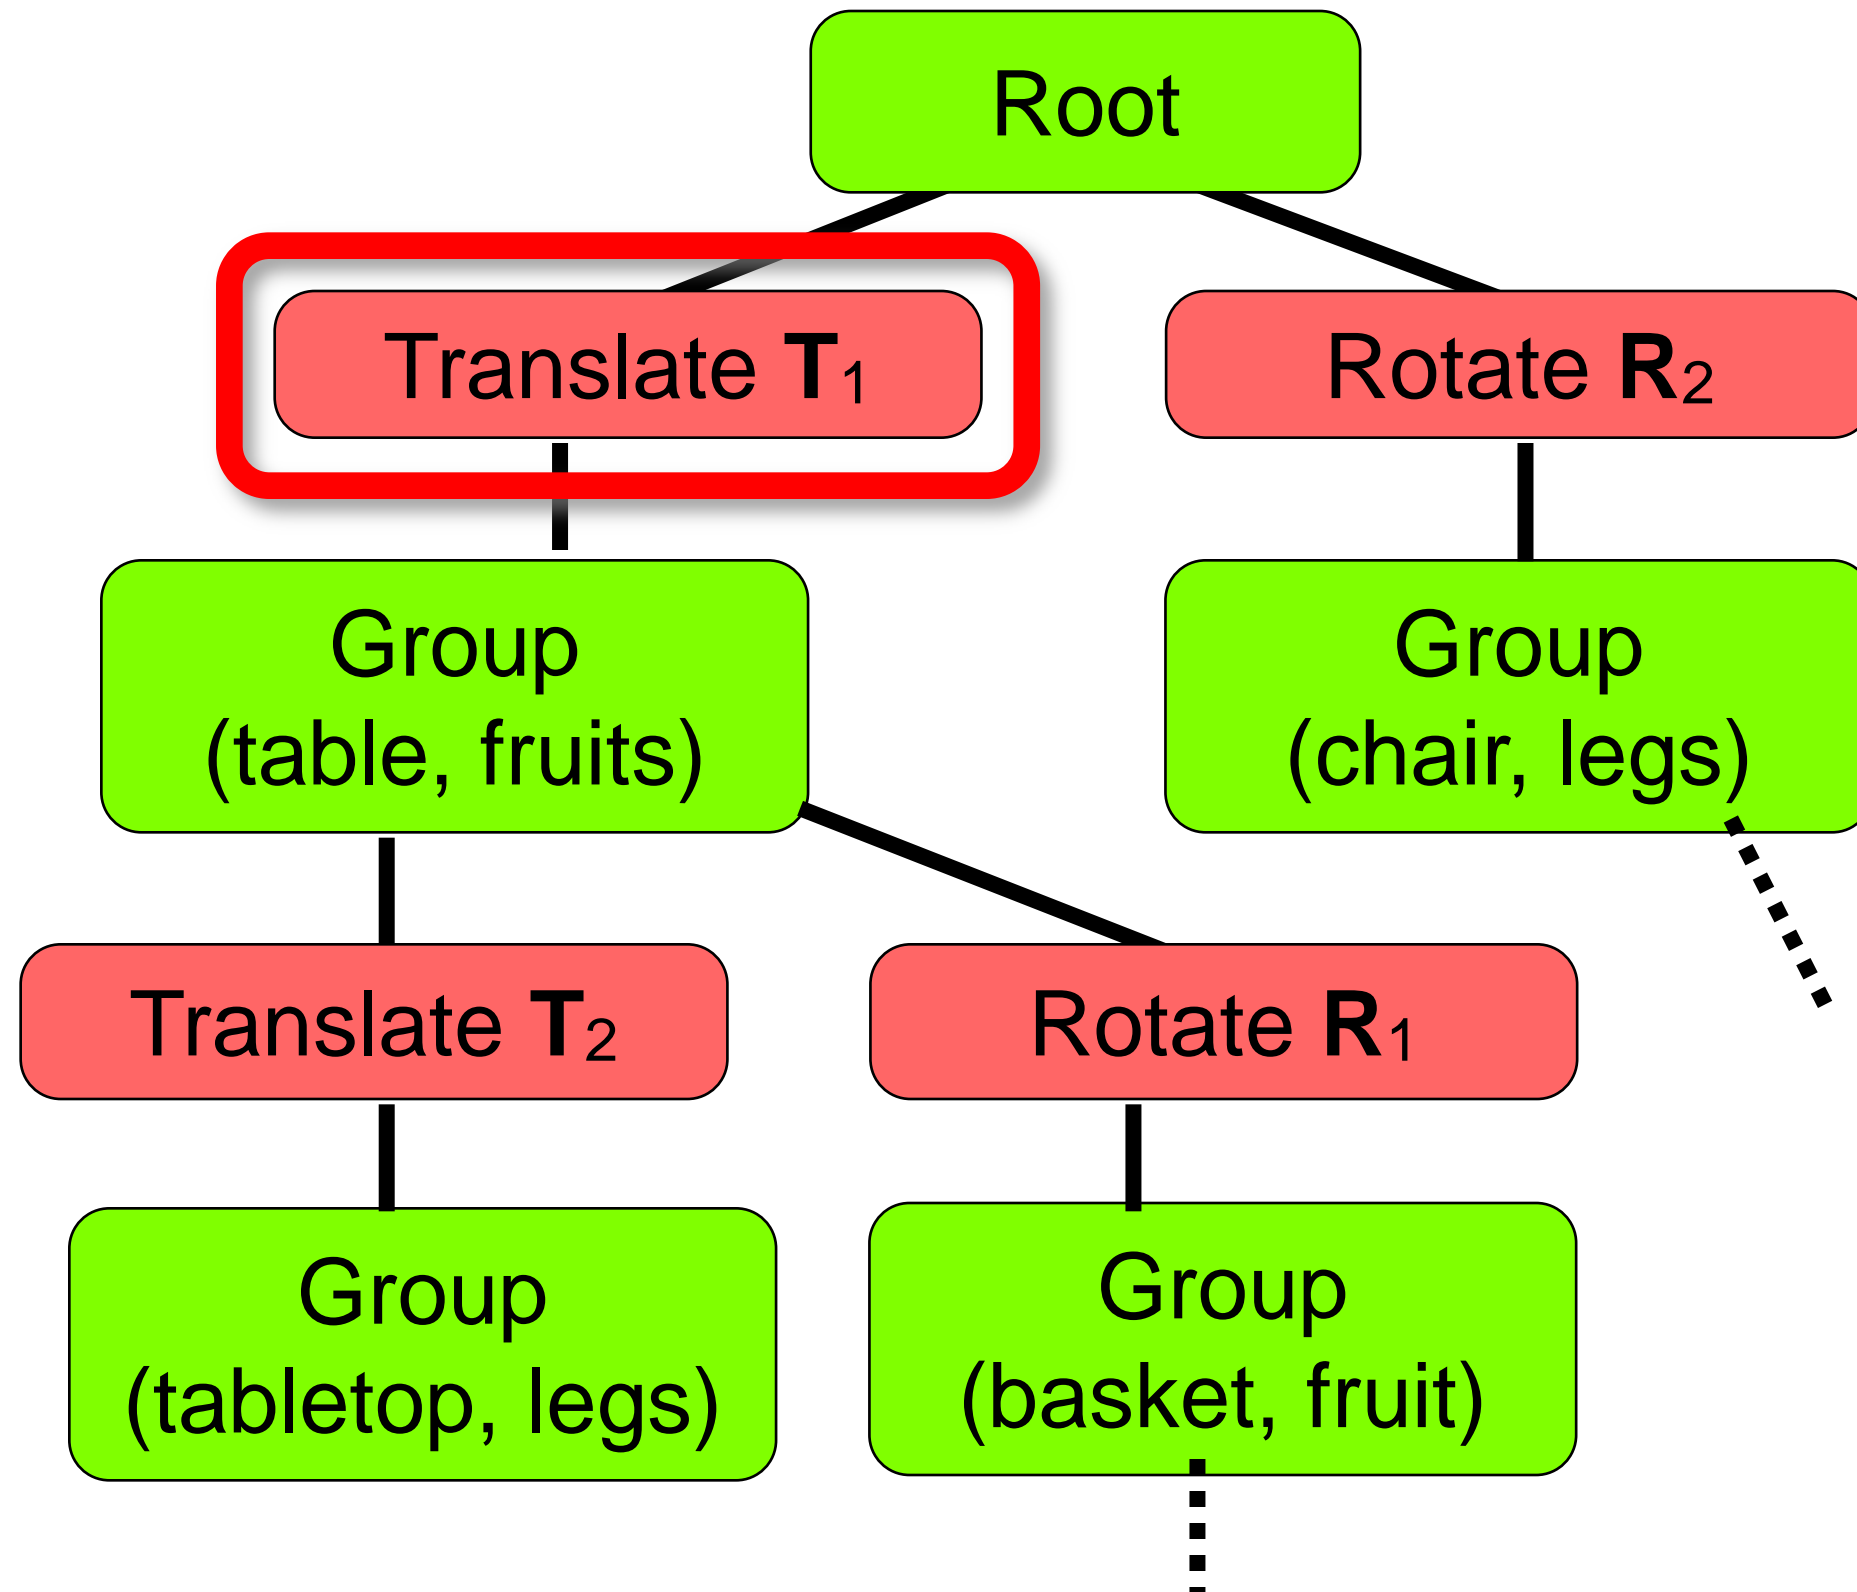 Root
Translate T₁
Rotate R₂
Group
(table, fruits)
Group
(chair, legs)
Translate T₂
Rotate R₁
Group
(tabletop, legs)
Group
(basket, fruit)